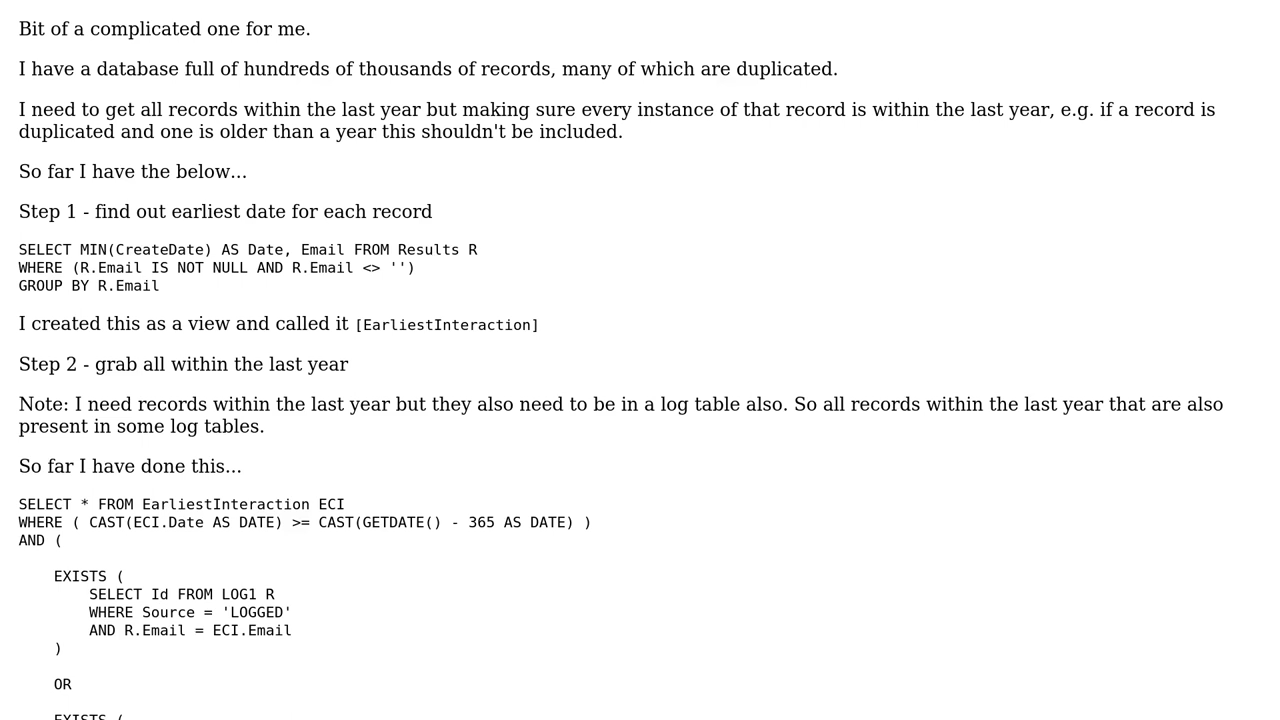 Bit of a complicated one for me.
I have a database full of hundreds of thousands of records, many of which are duplicated.
I need to get all records within the last year but making sure every instance of that record is within the last year, e.g. if a record is
duplicated and one is older than a year this shouldn't be included.
So far I have the below...
Step 1 - find out earliest date for each record
SELECT MIN(CreateDate) AS Date, Email FROM Results R
WHERE (R.Email IS NOT NULL AND R.Email <> '')
GROUP BY R.Email
I created this as a view and called it [EarliestInteraction]
Step 2 - grab all within the last year
Note: I need records within the last year but they also need to be in a log table also. So all records within the last year that are also
present in some log tables.
So far I have done this...
SELECT * FROM EarliestInteraction ECI
WHERE ( CAST(ECI.Date AS DATE) >= CAST(GETDATE() - 365 AS DATE) )
AND (
    EXISTS (
        SELECT Id FROM LOG1 R
        WHERE Source = 'LOGGED'
        AND R.Email = ECI.Email
    )
    OR
    EXISTS (